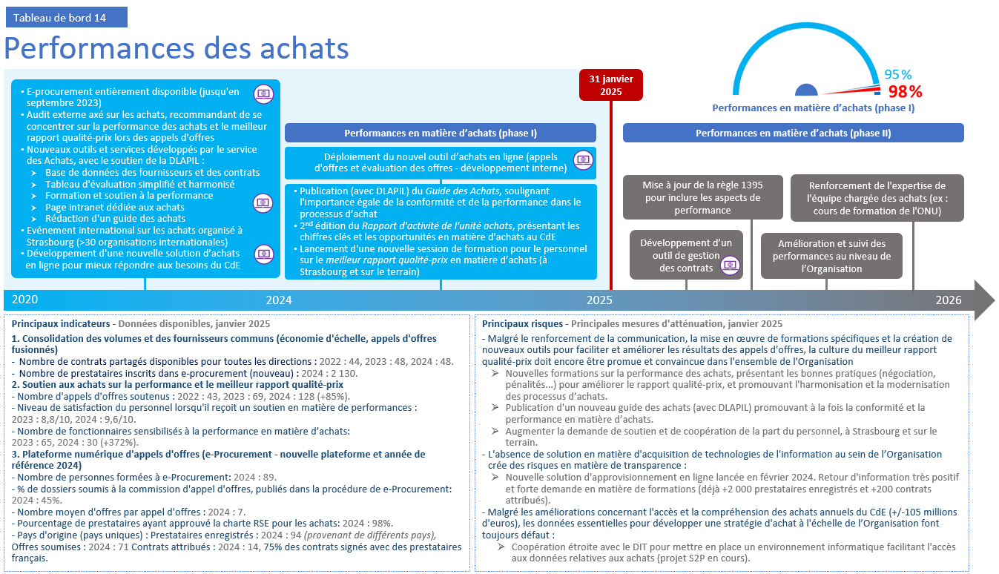 Tableau de bord 14
Performances des achats
31 janvier
2025
95%
98%
Performances en matière d’achats (phase I)
• E-procurement entièrement disponible (jusqu'en
septembre 2023)
• Audit externe axé sur les achats, recommandant de se
concentrer sur la performance des achats et le meilleur
rapport qualité-prix lors des appels d'offres
• Nouveaux outils et services développés par le service
des Achats, avec le soutien de la DLAPIL :
➢ Base de données des fournisseurs et des contrats
➢ Tableau d'évaluation simplifié et harmonisé
➢ Formation et soutien à la performance
➢ Page intranet dédiée aux achats
➢ Rédaction d'un guide des achats
• Evénement international sur les achats organisé à
Strasbourg (>30 organisations internationales)
• Développement d'une nouvelle solution d’achats
en ligne pour mieux répondre aux besoins du CdE
Performances en matière d’achats (phase I)
Déploiement du nouvel outil d’achats en ligne (appels
d'offres et évaluation des offres - développement interne)
• Publication (avec DLAPIL) du Guide des Achats, soulignant
l'importance égale de la conformité et de la performance dans le
processus d’achat
• 2nd édition du Rapport d'activité de l'unité achats, présentant les
chiffres clés et les opportunités en matière d'achats au CdE
• Lancement d'une nouvelle session de formation pour le personnel
sur le meilleur rapport qualité-prix en matière d’achats (à
Strasbourg et sur le terrain)
Performances en matière d’achats (phase II)
Mise à jour de la règle 1395
pour inclure les aspects de
performance
Renforcement de l'expertise de
l'équipe chargée des achats (ex :
cours de formation de l'ONU)
Développement d’un
outil de gestion
des contrats
Amélioration et suivi des
performances au niveau de
l’Organisation
2020
2024
2025
2026
Principaux indicateurs - Données disponibles, janvier 2025
1. Consolidation des volumes et des fournisseurs communs (économie d'échelle, appels d'offres
fusionnés)
- Nombre de contrats partagés disponibles pour toutes les directions : 2022 : 44, 2023 : 48, 2024 : 48.
- Nombre de prestataires inscrits dans e-procurement (nouveau) : 2024 : 2 130.
2. Soutien aux achats sur la performance et le meilleur rapport qualité-prix
- Nombre d'appels d'offres soutenus : 2022 : 43, 2023 : 69, 2024 : 128 (+85%).
- Niveau de satisfaction du personnel lorsqu'il reçoit un soutien en matière de performances :
2023 : 8,8/10, 2024 : 9,6/10.
- Nombre de fonctionnaires sensibilisés à la performance en matière d’achats:
2023 : 65, 2024 : 30 (+372%).
3. Plateforme numérique d'appels d'offres (e-Procurement - nouvelle plateforme et année de
référence 2024)
- Nombre de personnes formées à e-Procurement: 2024 : 89.
- % de dossiers soumis à la commission d'appel d'offres, publiés dans la procédure de e-Procurement:
2024 : 45%.
- Nombre moyen d'offres par appel d'offres : 2024 : 7.
- Pourcentage de prestataires ayant approuvé la charte RSE pour les achats: 2024 : 98%.
- Pays d'origine (pays uniques) : Prestataires enregistrés : 2024 : 94 (provenant de différents pays),
Offres soumises : 2024 : 71 Contrats attribués : 2024 : 14, 75% des contrats signés avec des prestataires
français.
Principaux risques - Principales mesures d'atténuation, janvier 2025
- Malgré le renforcement de la communication, la mise en œuvre de formations spécifiques et la création de
nouveaux outils pour faciliter et améliorer les résultats des appels d'offres, la culture du meilleur rapport
qualité-prix doit encore être promue et convaincue dans l'ensemble de l'Organisation
➢ Nouvelles formations sur la performance des achats, présentant les bonnes pratiques (négociation,
pénalités...) pour améliorer le rapport qualité-prix, et promouvant l'harmonisation et la modernisation
des processus d’achats.
➢ Publication d'un nouveau guide des achats (avec DLAPIL) promouvant à la fois la conformité et la
performance en matière d’achats.
➢ Augmenter la demande de soutien et de coopération de la part du personnel, à Strasbourg et sur le
terrain.
- L'absence de solution en matière d'acquisition de technologies de l'information au sein de l’Organisation
crée des risques en matière de transparence :
➢ Nouvelle solution d'approvisionnement en ligne lancée en février 2024. Retour d'information très positif
et forte demande en matière de formations (déjà +2 000 prestataires enregistrés et +200 contrats
attribués).
- Malgré les améliorations concernant l'accès et la compréhension des achats annuels du CdE (+/-105 millions
d'euros), les données essentielles pour développer une stratégie d'achat à l'échelle de l’Organisation font
toujours défaut :
➢ Coopération étroite avec le DIT pour mettre en place un environnement informatique facilitant l'accès
aux données relatives aux achats (projet S2P en cours).